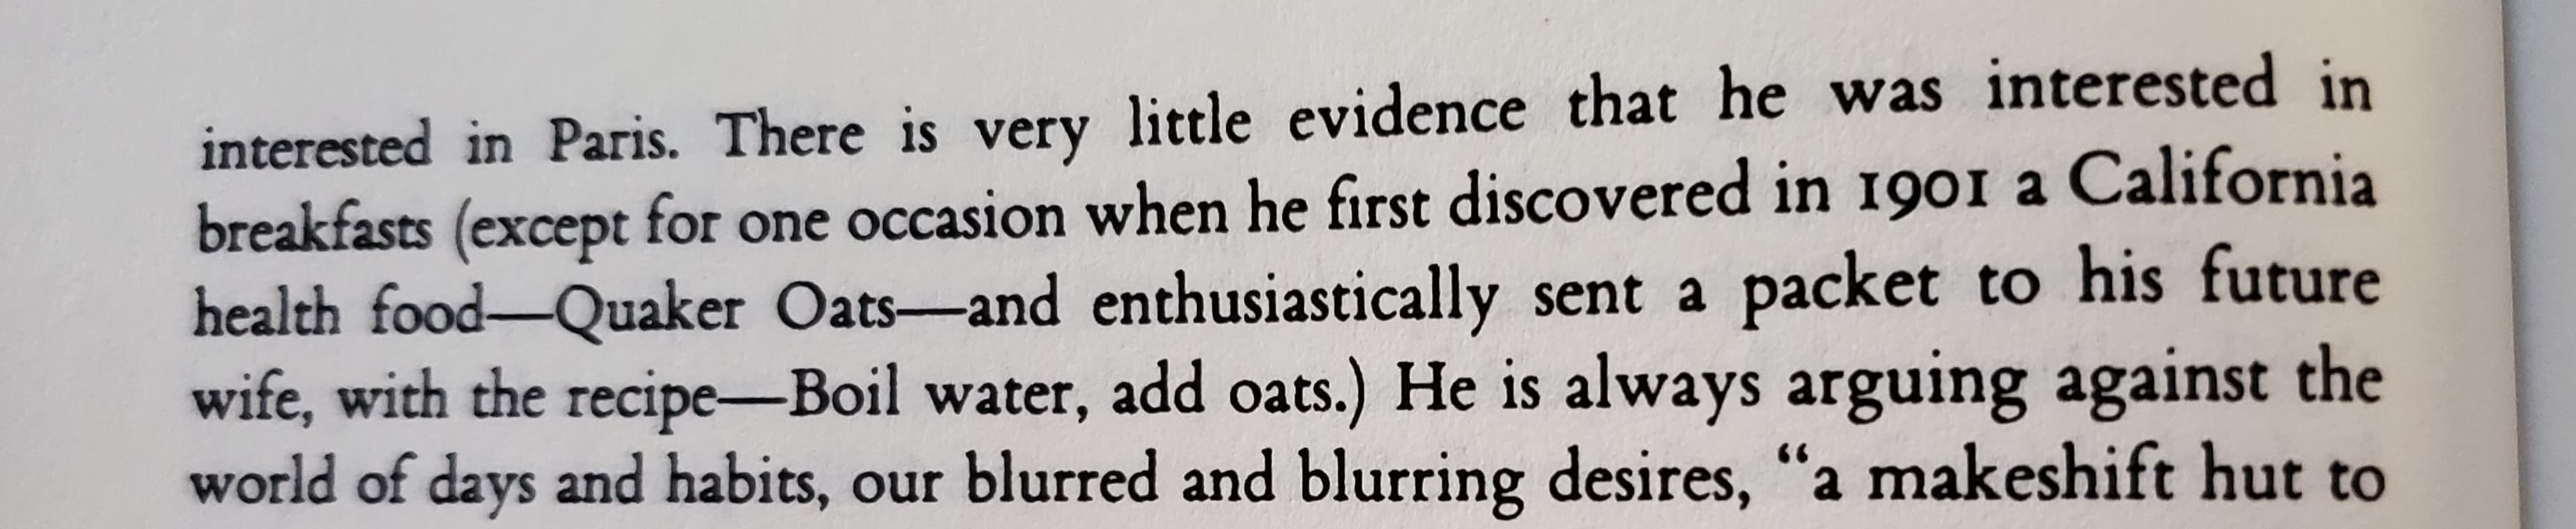 interested in Paris. There is very little evidence that he was interested in
breakfasts (except for one occasion when he first discovered in 1901 a California
health food—Quaker Oats—and enthusiastically sent a packet to his future
wife, with the recipe—Boil water, add oats.) He is always arguing against the
world of days and habits, our blurred and blurring desires, “a makeshift hut to